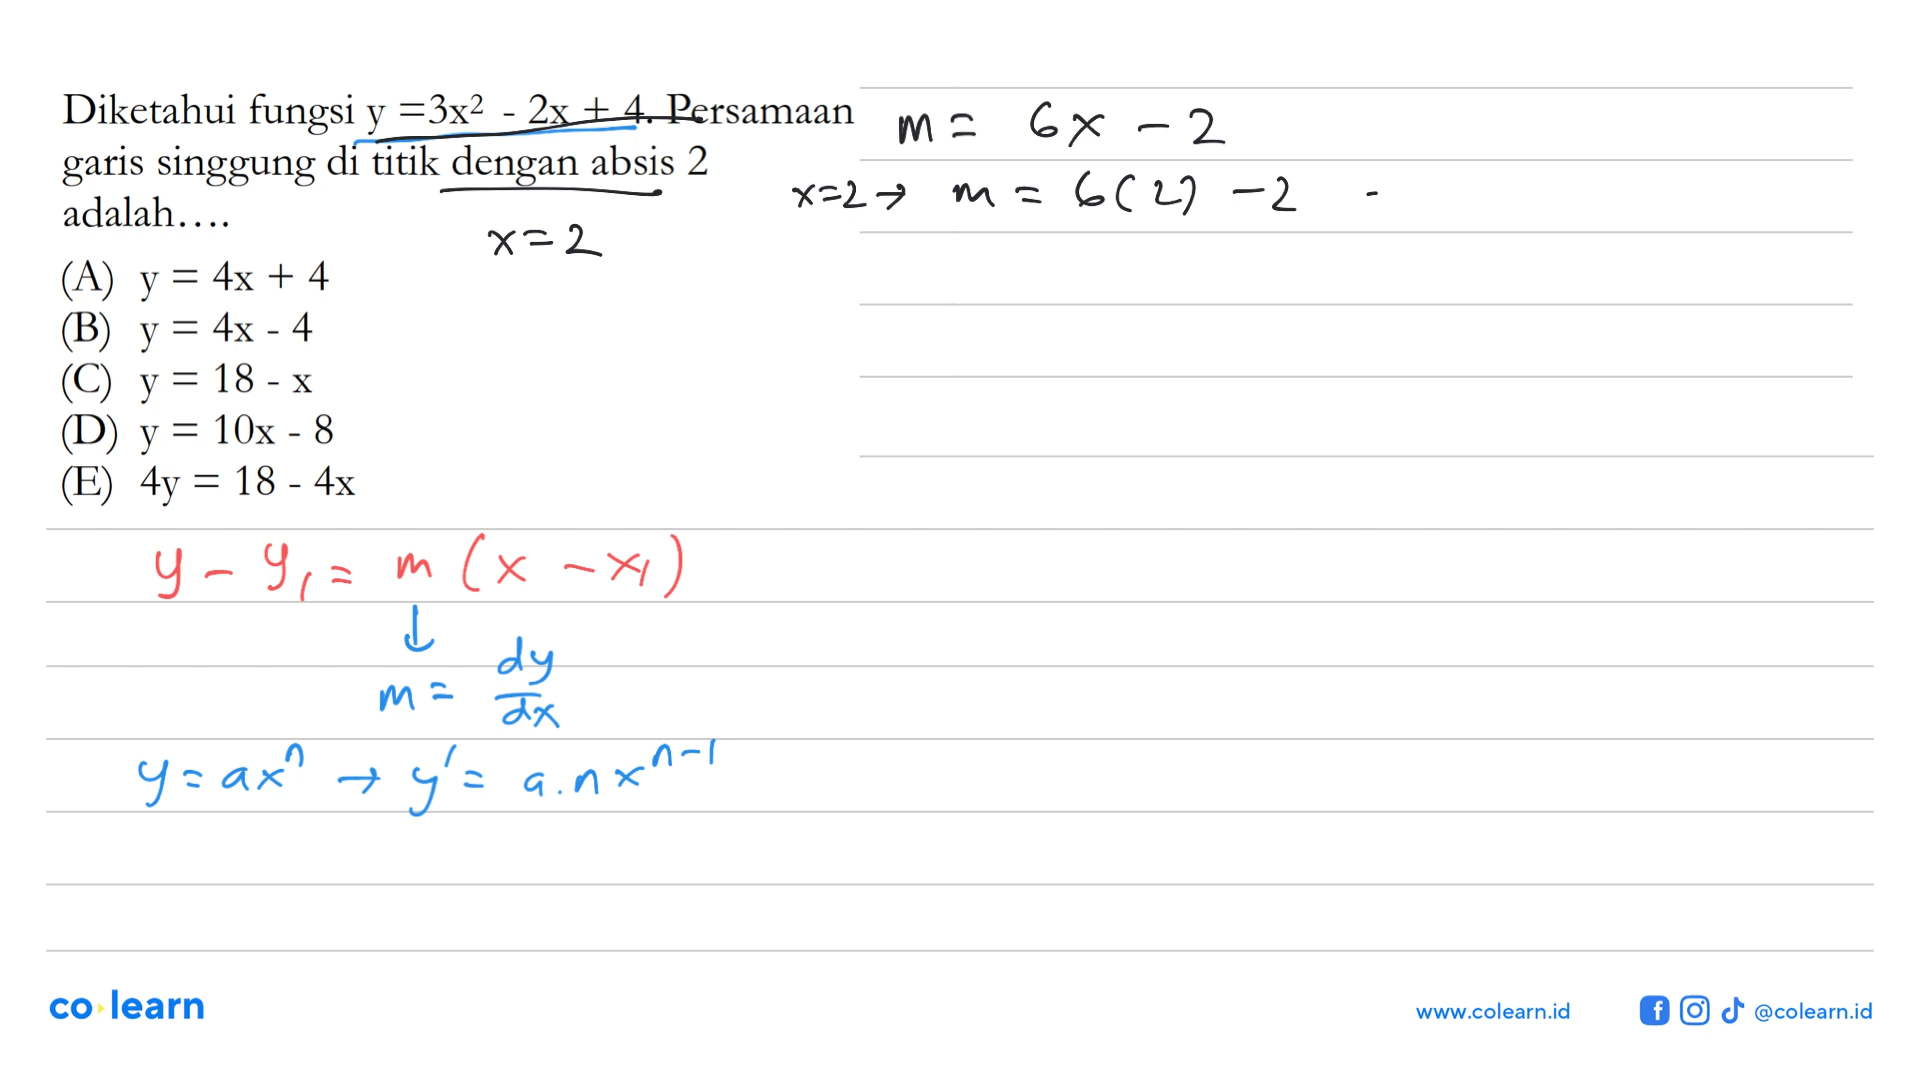 Diketahui fungsi y =3x² - 2x + 4. Persamaan
garis singgung di titik dengan absis 2
adalah....
x=2
(A) y = 4x + 4
(B) y = 4x - 4
(C) y = 18 - x
(D) y = 10x - 8
(E) 4y = 18 - 4x
m = 6x - 2
x=2 → m = 6(2) - 2 -
y - y₁ = m (x - x₁)
↓
m = dy/dx
y = axⁿ → y' = a.n xⁿ⁻¹
co learn
www.colearn.id
@colearn.id